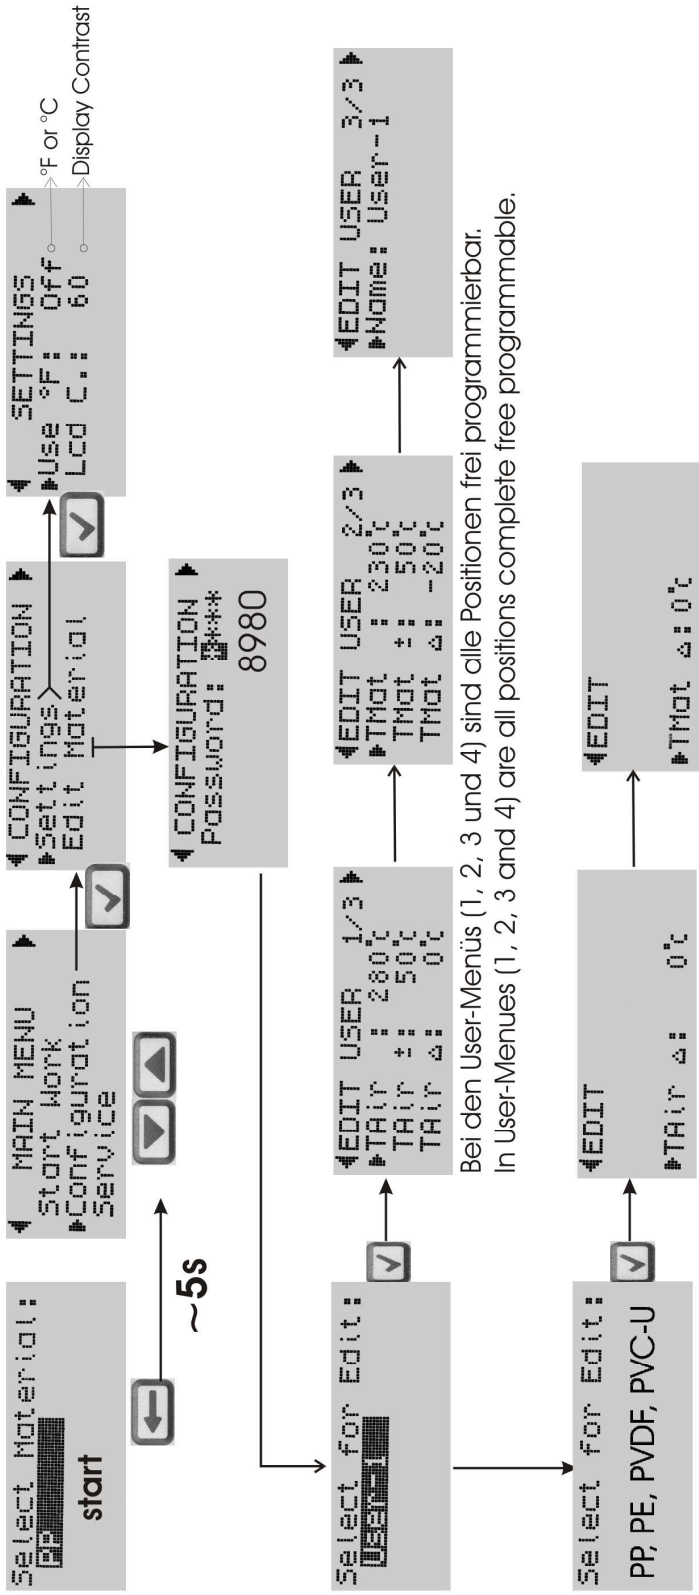 Select Material:
PP
start
~5s
MAIN MENU
Start Work
Configuration
Service
CONFIGURATION
Settings
Edit Material
SETTINGS
Use °F: Off
Lcd C.: 60
°F or °C
Display Contrast
CONFIGURATION
Password: ****
8980
Select for Edit:
User-1
EDIT USER 1/3
TAir : 280°C
TAir ±: 50°C
TAir Δ: 0°C
EDIT USER 2/3
TMat : 230°C
TMat ±: 50°C
TMat Δ: -20°C
EDIT USER 3/3
Name: User-1
Bei den User-Menüs (1, 2, 3 und 4) sind alle Positionen frei programmierbar.
In User-Menues (1, 2, 3 and 4) are all positions complete free programmable.
Select for Edit:
PP, PE, PVDF, PVC-U
EDIT
TAir Δ: 0°C
EDIT
TMat Δ: 0°C